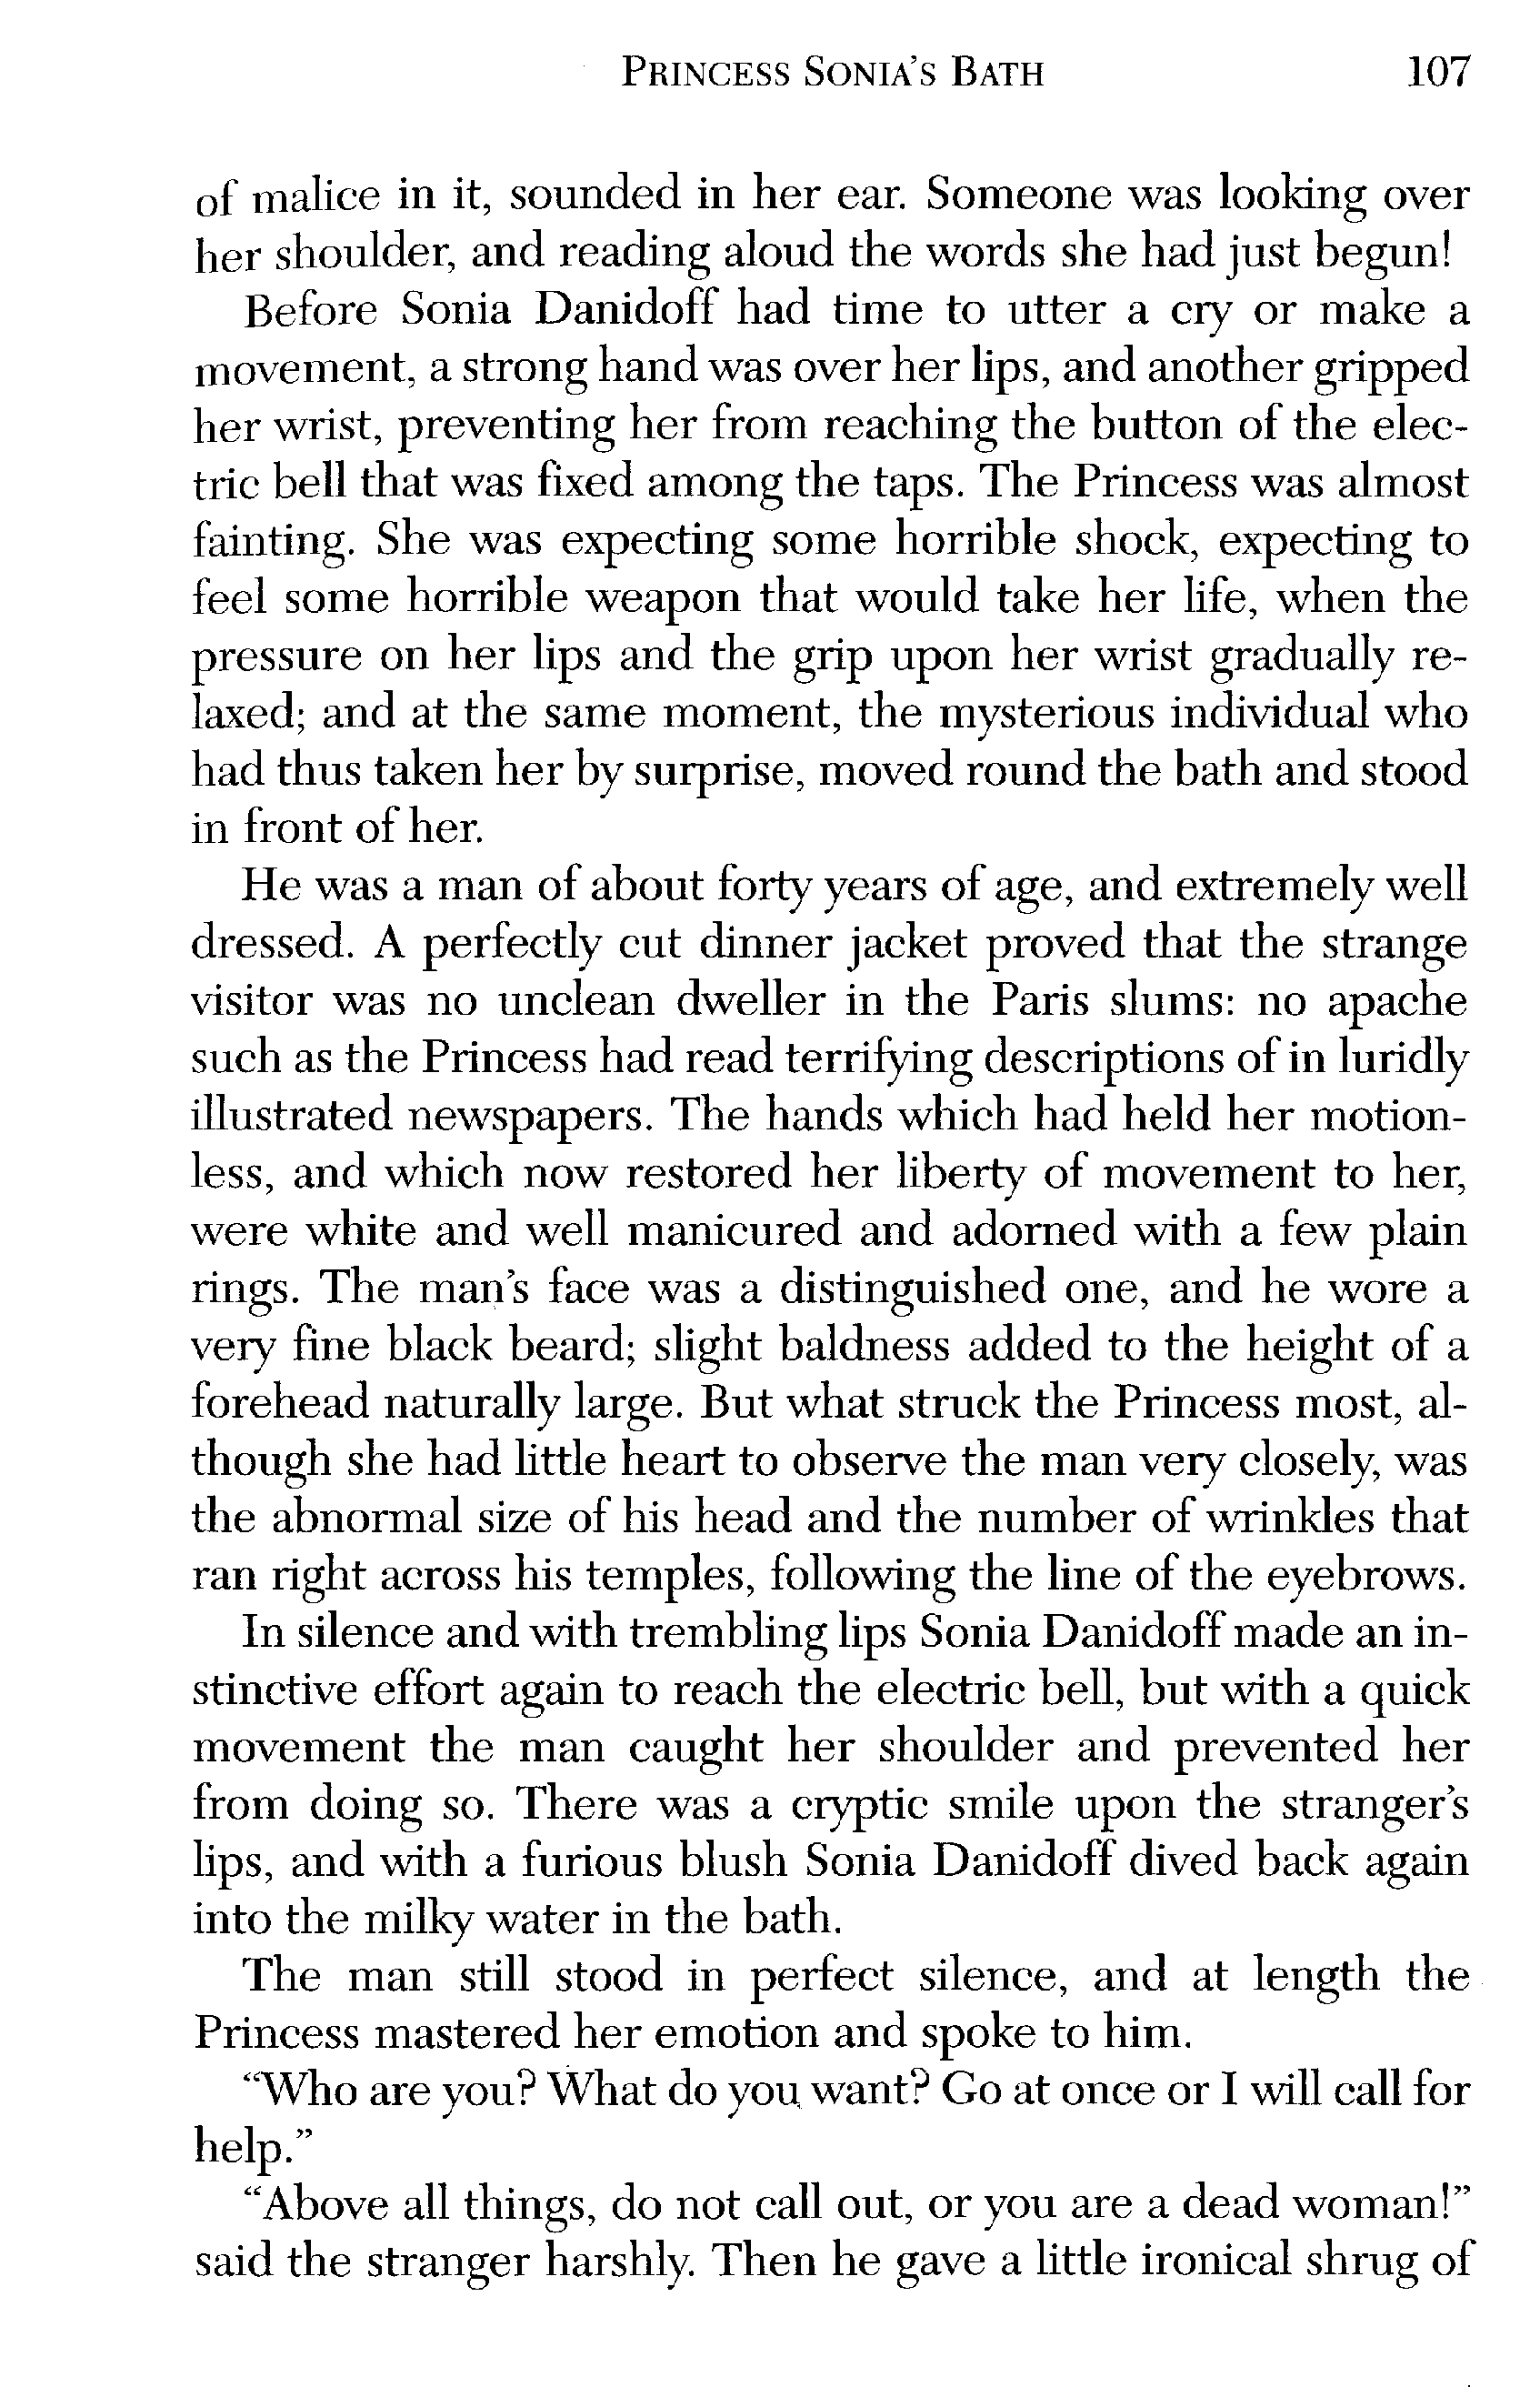 PRINCESS SONIA'S BATH 107
of malice in it, sounded in her ear. Someone was looking over
her shoulder, and reading aloud the words she had just begun!
Before Sonia Danidoff had time to utter a cry or make a
movement, a strong hand was over her lips, and another gripped
her wrist, preventing her from reaching the button of the elec-
tric bell that was fixed among the taps. The Princess was almost
fainting. She was expecting some horrible shock, expecting to
feel some horrible weapon that would take her life, when the
pressure on her lips and the grip upon her wrist gradually re-
laxed; and at the same moment, the mysterious individual who
had thus taken her by surprise, moved round the bath and stood
in front of her.
He was a man of about forty years of age, and extremely well
dressed. A perfectly cut dinner jacket proved that the strange
visitor was no unclean dweller in the Paris slums: no apache
such as the Princess had read terrifying descriptions of in luridly
illustrated newspapers. The hands which had held her motion-
less, and which now restored her liberty of movement to her,
were white and well manicured and adorned with a few plain
rings. The man's face was a distinguished one, and he wore a
very fine black beard; slight baldness added to the height of a
forehead naturally large. But what struck the Princess most, al-
though she had little heart to observe the man very closely, was
the abnormal size of his head and the number of wrinkles that
ran right across his temples, following the line of the eyebrows.
In silence and with trembling lips Sonia Danidoff made an in-
stinctive effort again to reach the electric bell, but with a quick
movement the man caught her shoulder and prevented her
from doing so. There was a cryptic smile upon the stranger's
lips, and with a furious blush Sonia Danidoff dived back again
into the milky water in the bath.
The man still stood in perfect silence, and at length the
Princess mastered her emotion and spoke to him.
"Who are you? What do you want? Go at once or I will call for
help."
"Above all things, do not call out, or you are a dead woman!"
said the stranger harshly. Then he gave a little ironical shrug of